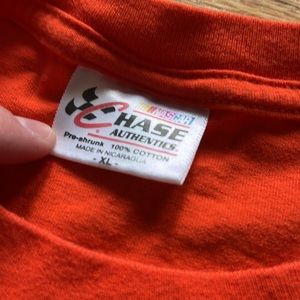 NASCAR
CHASE
AUTHENTICS
Pre-shrunk 100% COTTON
MADE IN NICARAGUA
- XL -